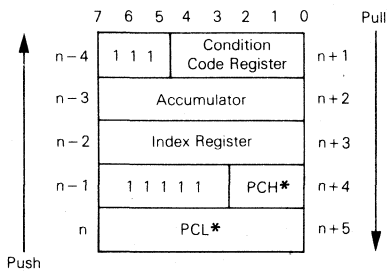 7 6 5 4 3 2 1 0 Pull
n-4 1 1 1 Condition n+1
Code Register
n-3 Accumulator n+2
n-2 Index Register n+3
n-1 1 1 1 1 1 PCH* n+4
n PCL* n+5
Push